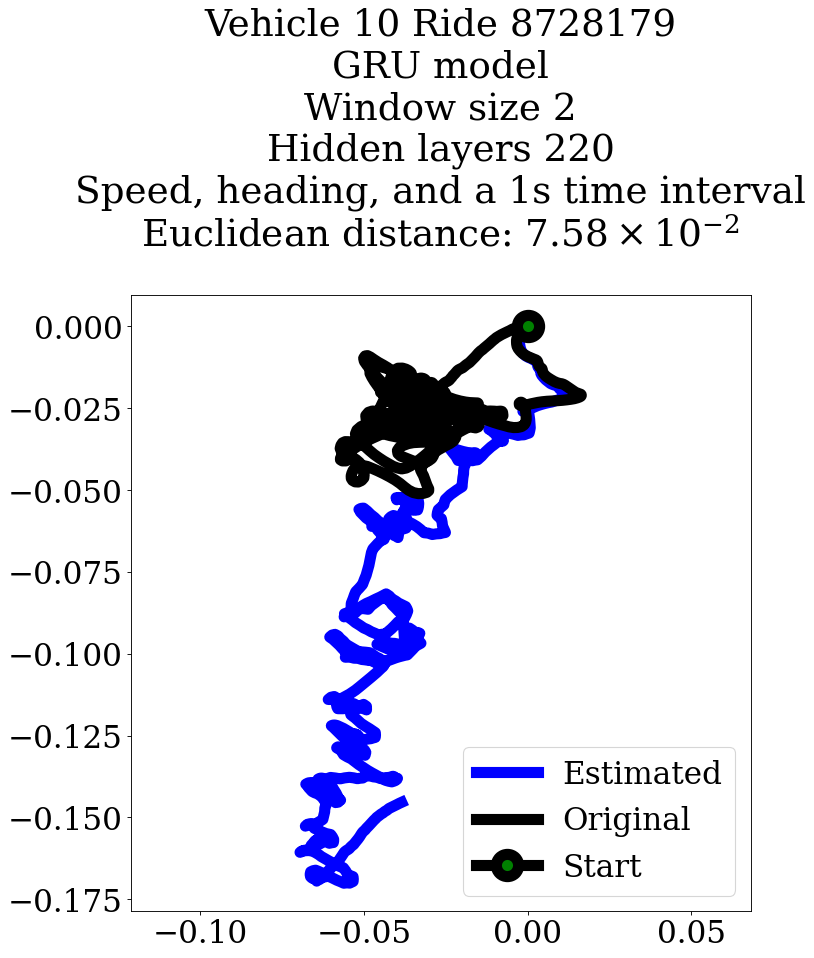 Vehicle 10 Ride 8728179
GRU model
Window size 2
Hidden layers 220
Speed, heading, and a 1s time interval
Euclidean distance: 7.58 × 10⁻²
0.000
−0.025
−0.050
−0.075
−0.100
−0.125
−0.150
−0.175
Estimated
Original
Start
−0.10 −0.05 0.00 0.05